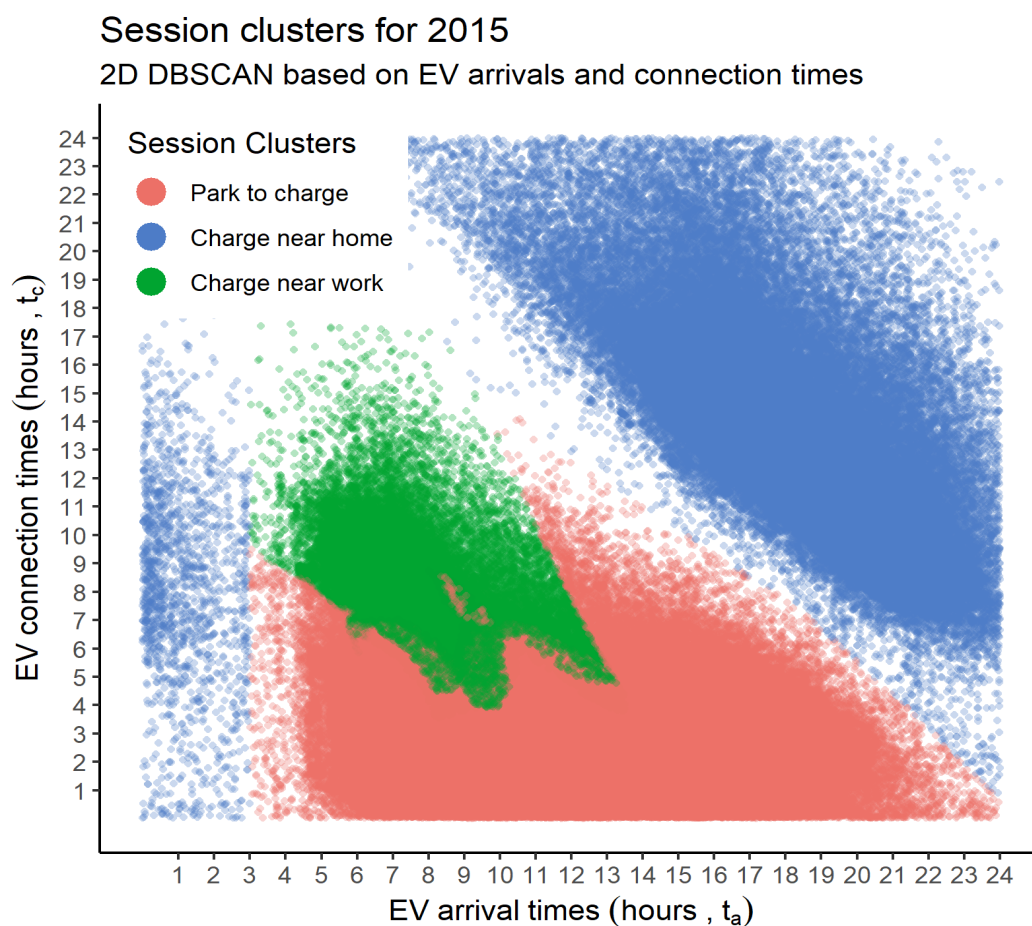 Session clusters for 2015
2D DBSCAN based on EV arrivals and connection times
Session Clusters
Park to charge
Charge near home
Charge near work
EV connection times (hours , tc)
24
23
22
21
20
19
18
17
16
15
14
13
12
11
10
9
8
7
6
5
4
3
2
1
1 2 3 4 5 6 7 8 9 10 11 12 13 14 15 16 17 18 19 20 21 22 23 24
EV arrival times (hours , ta)